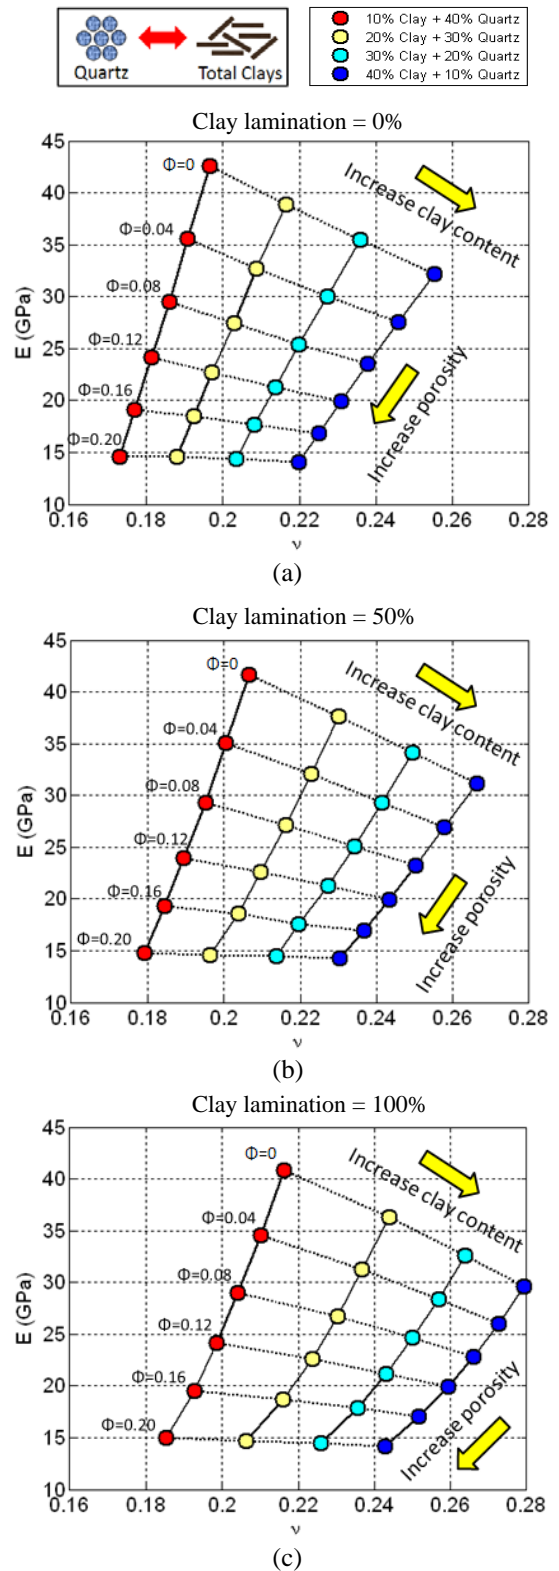 Quartz
Total Clays
10% Clay + 40% Quartz
20% Clay + 30% Quartz
30% Clay + 20% Quartz
40% Clay + 10% Quartz
Clay lamination = 0%
45
40
35
30
25
20
15
10
E (GPa)
Φ=0
Φ=0.04
Φ=0.08
Φ=0.12
Φ=0.16
Φ=0.20
Increase clay content
Increase porosity
0.16
0.18
0.2
0.22
0.24
0.26
0.28
ν
(a)
Clay lamination = 50%
45
40
35
30
25
20
15
10
E (GPa)
Φ=0
Φ=0.04
Φ=0.08
Φ=0.12
Φ=0.16
Φ=0.20
Increase clay content
Increase porosity
0.16
0.18
0.2
0.22
0.24
0.26
0.28
ν
(b)
Clay lamination = 100%
45
40
35
30
25
20
15
10
E (GPa)
Φ=0
Φ=0.04
Φ=0.08
Φ=0.12
Φ=0.16
Φ=0.20
Increase clay content
Increase porosity
0.16
0.18
0.2
0.22
0.24
0.26
0.28
ν
(c)